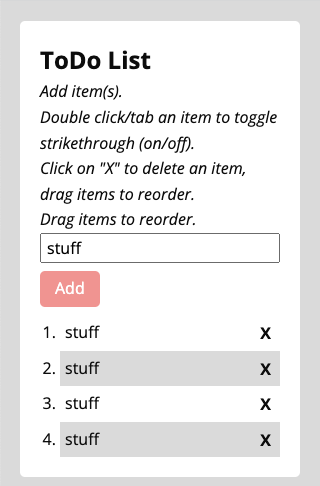 ToDo List
Add item(s).
Double click/tab an item to toggle
strikethrough (on/off).
Click on "X" to delete an item,
drag items to reorder.
Drag items to reorder.
stuff
Add
1. stuff X
2. stuff X
3. stuff X
4. stuff X